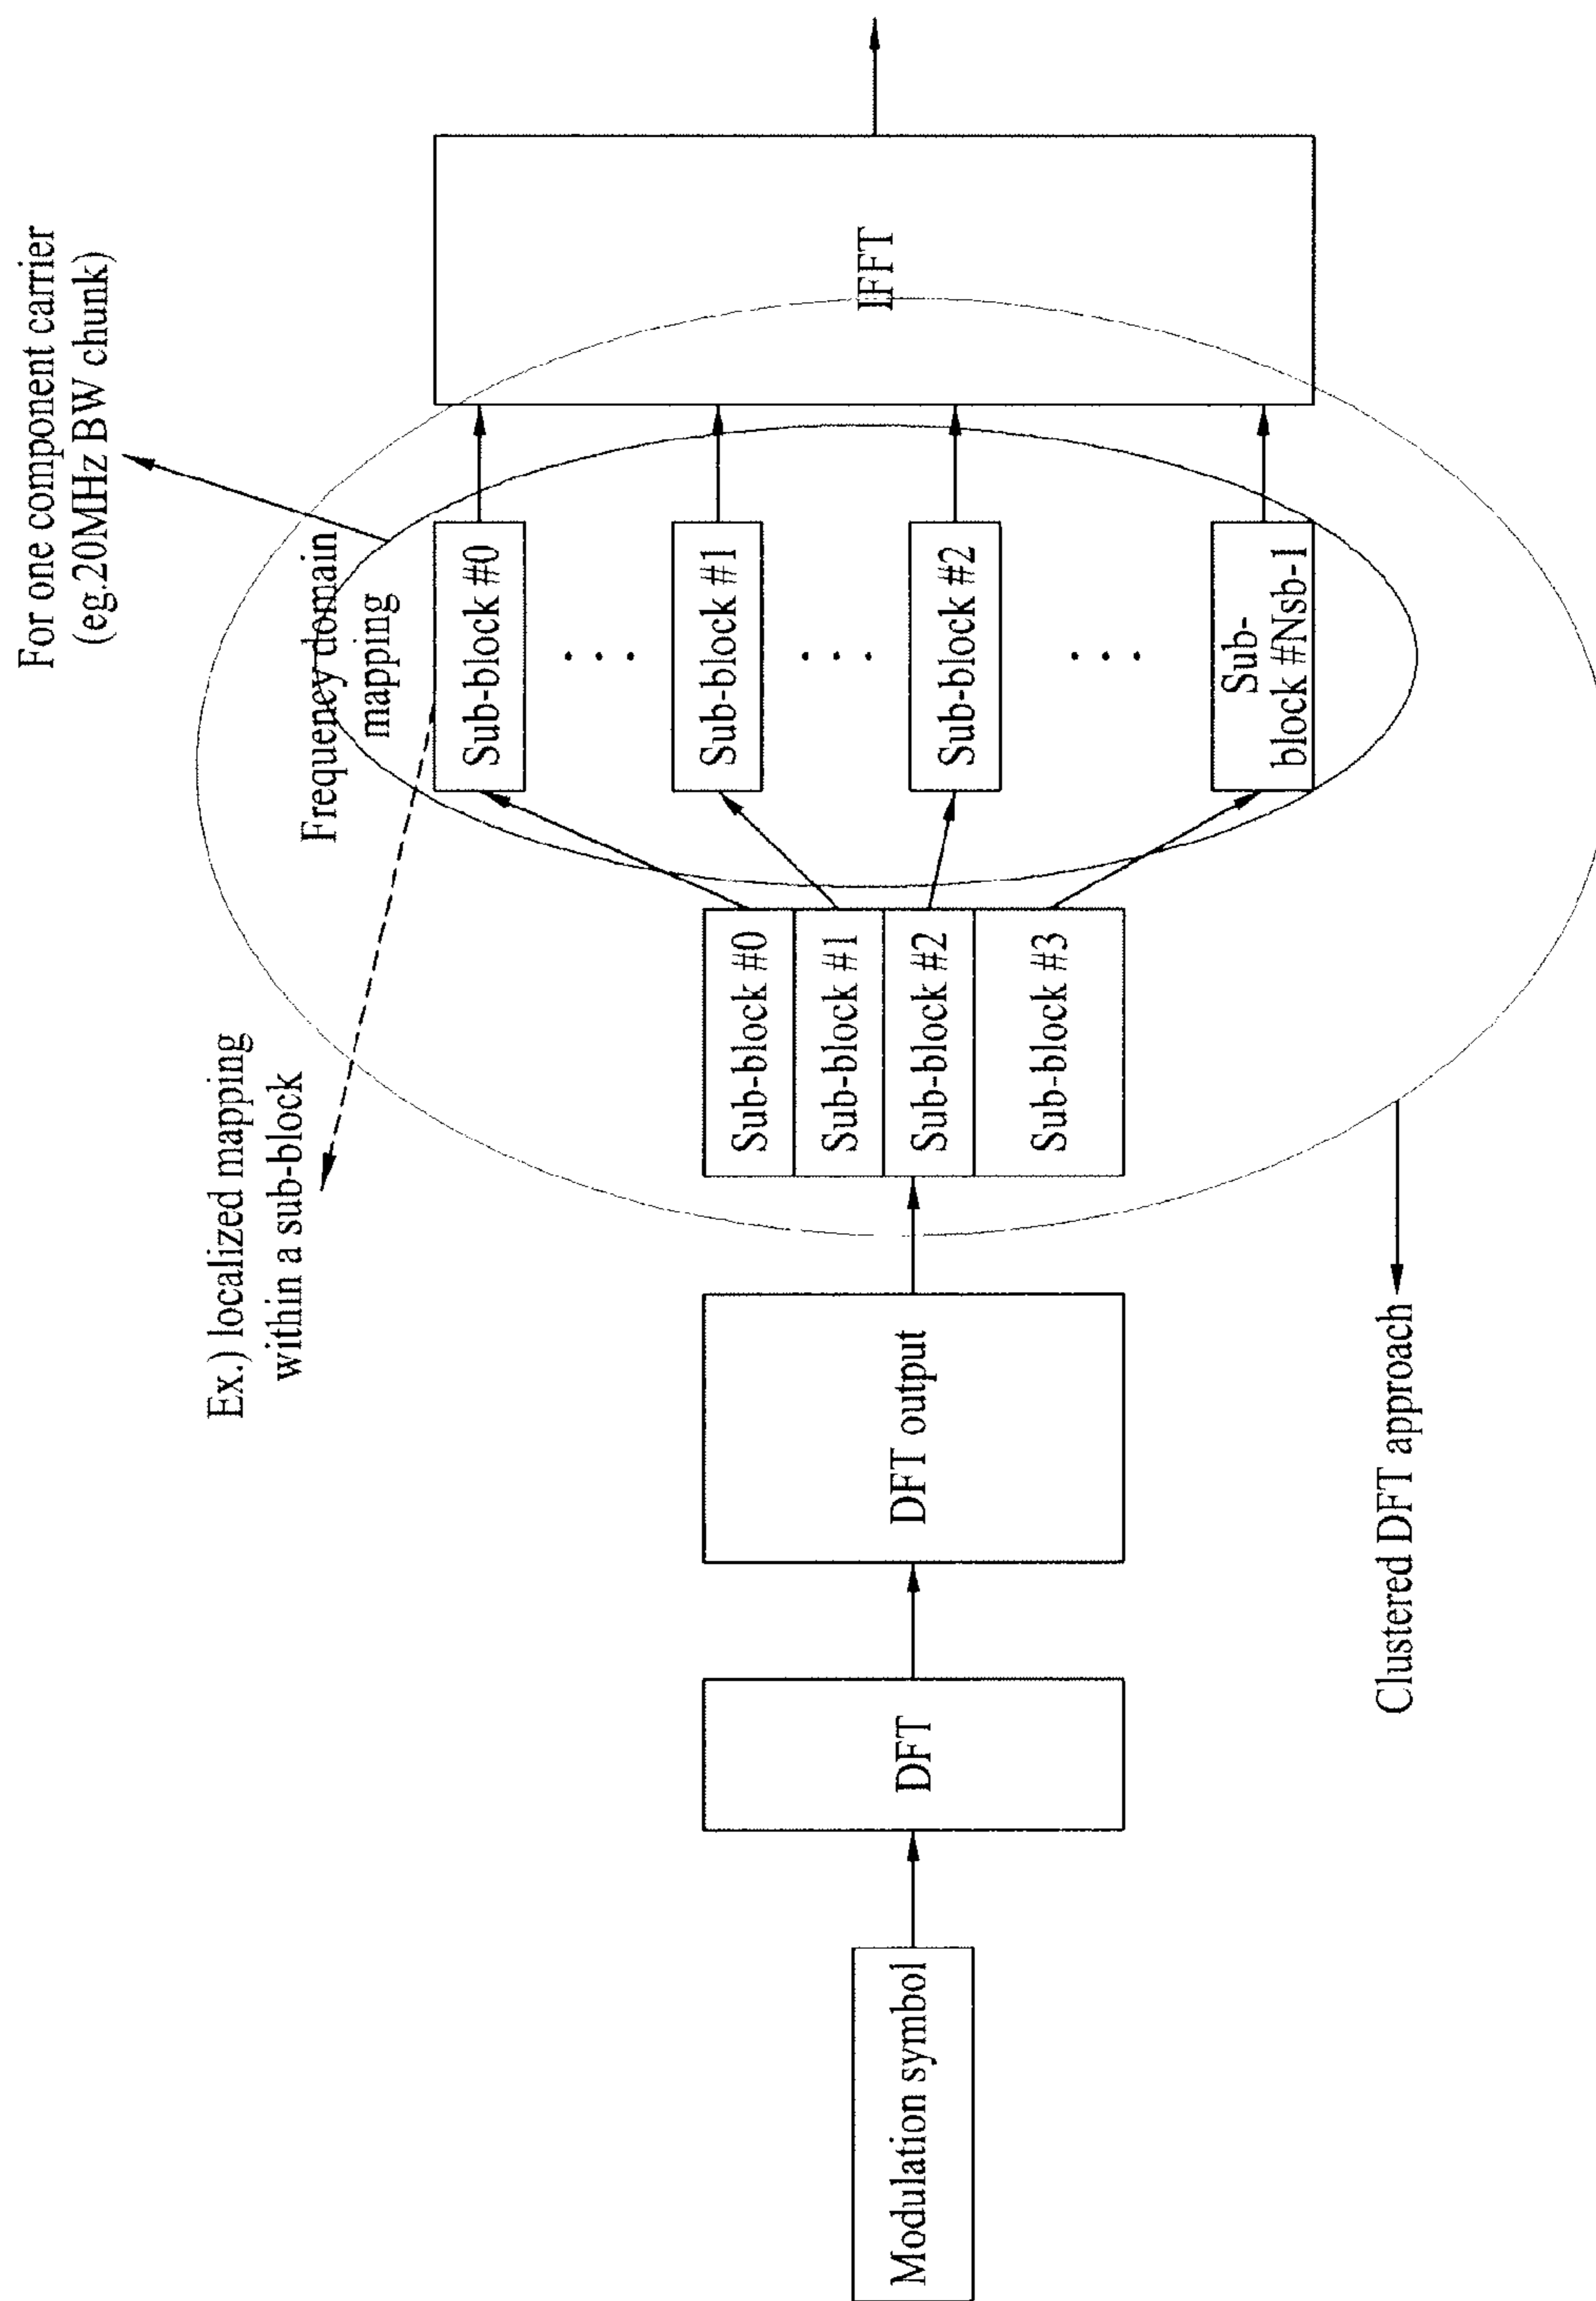 For one component carrier
(eg.20MHz BW chunk)
Ex.) localized mapping
within a sub-block
Frequency domain
mapping
Modulation symbol
DFT
DFT output
Sub-block #0
Sub-block #1
Sub-block #2
Sub-block #3
Sub-block #0
Sub-block #1
Sub-block #2
Sub-
block #Nsb-1
IFFT
Clustered DFT approach